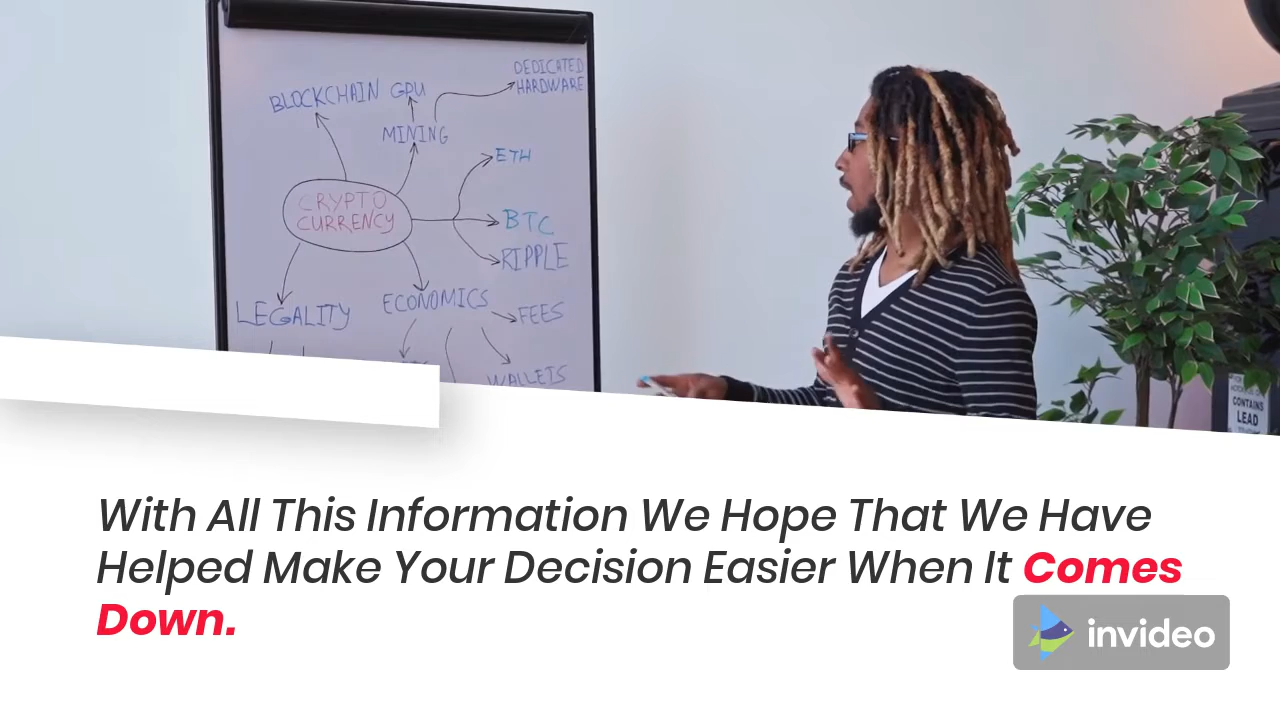 DEDICATED
HARDWARE
BLOCKCHAIN GPU
MINING
ETH
CRYPTO
CURRENCY
BTC
RIPPLE
LEGALITY
ECONOMICS
FEES
WALLETS
CONTAINS
LEAD
With All This Information We Hope That We Have
Helped Make Your Decision Easier When It Comes
Down.
invideo